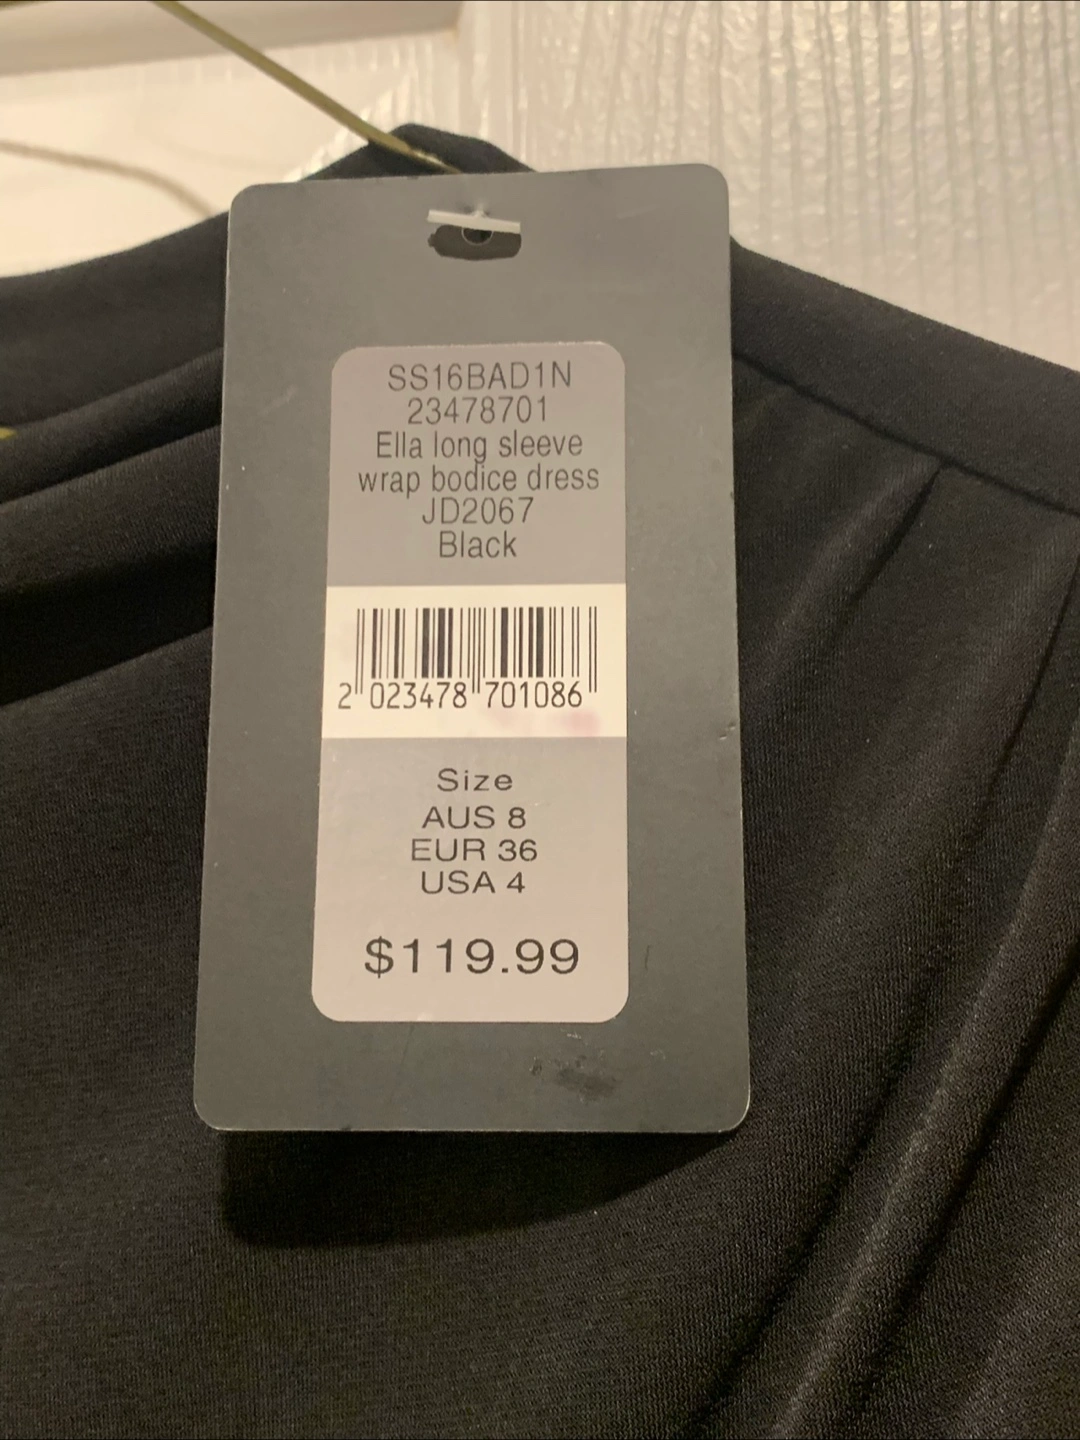 SS16BAD1N
23478701
Ella long sleeve
wrap bodice dress
JD2067
Black
2 023478 701086
Size
AUS 8
EUR 36
USA 4
$119.99